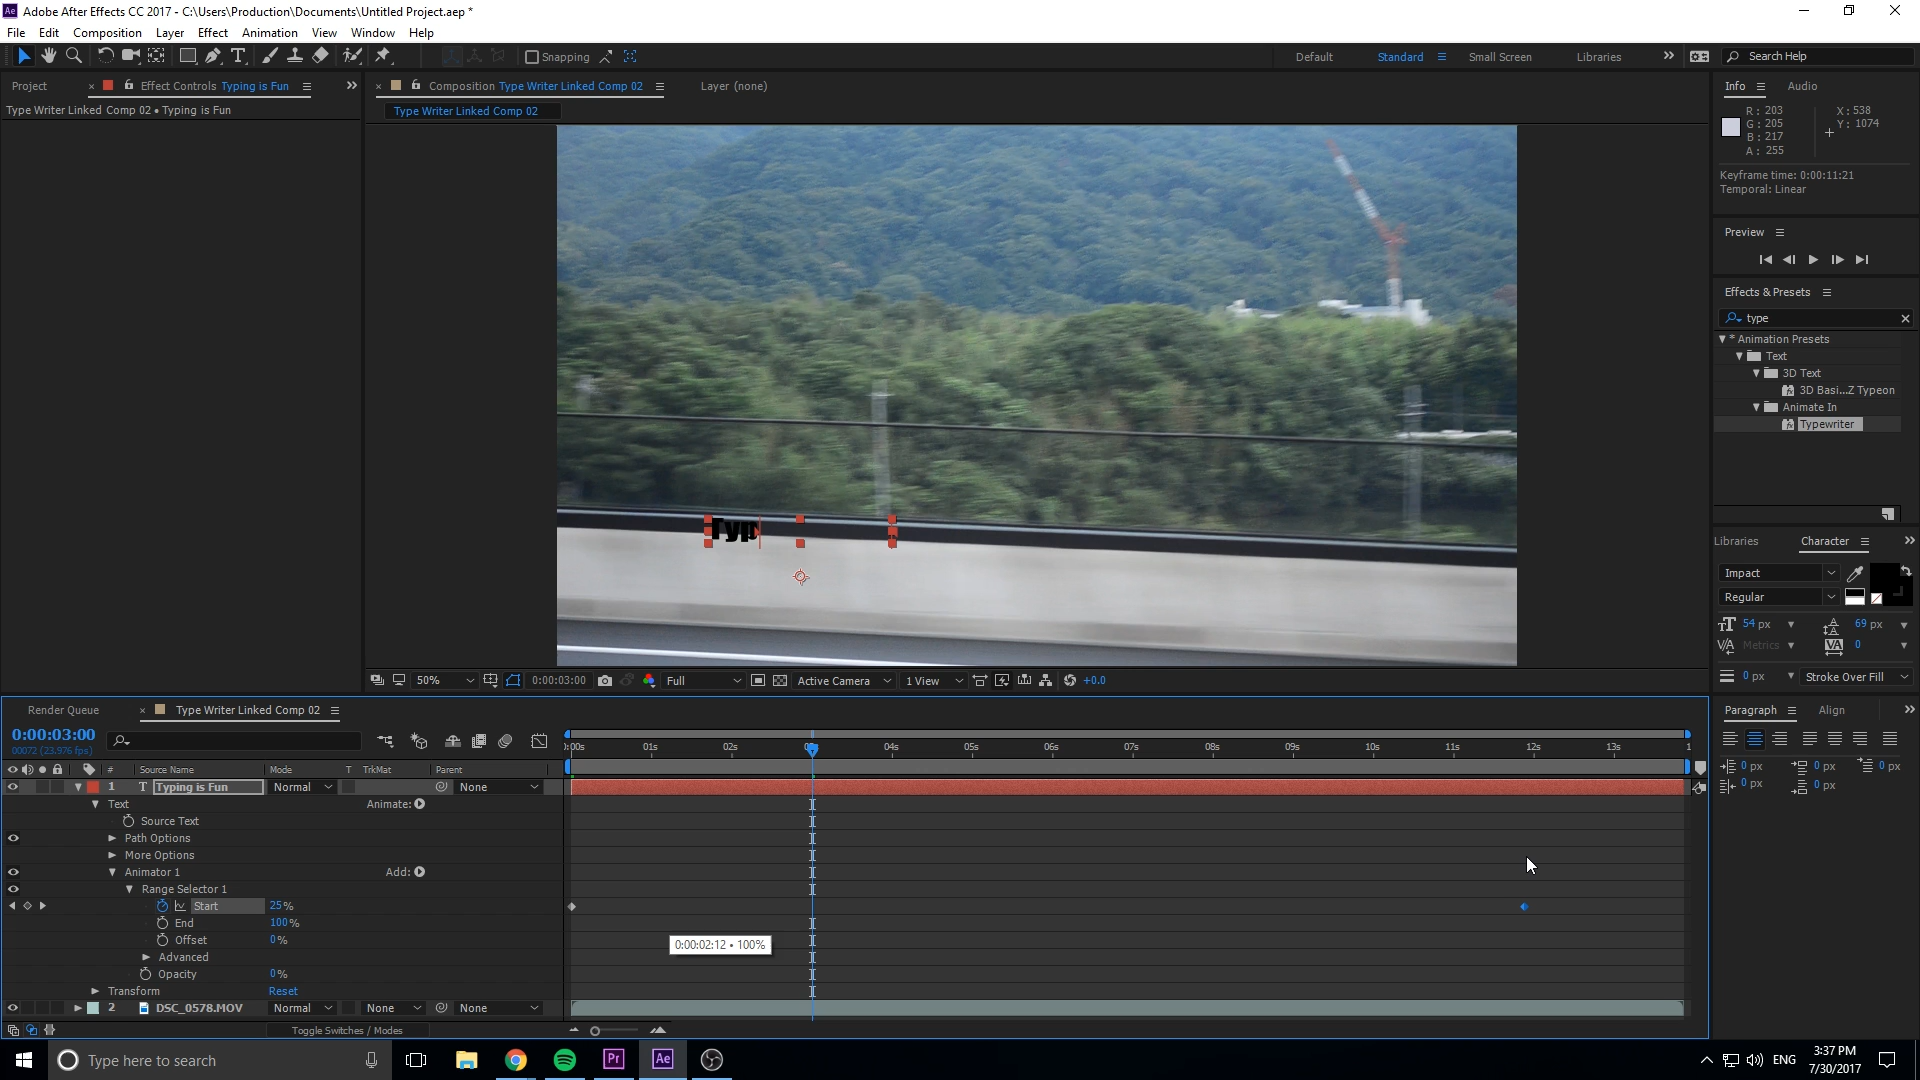 Adobe After Effects CC 2017 - C:\Users\Production\Documents\Untitled Project.aep *
File Edit Composition Layer Effect Animation View Window Help
Snapping Default Standard Small Screen Libraries Search Help
Project Effect Controls Typing is Fun
Type Writer Linked Comp 02 • Typing is Fun
Composition Type Writer Linked Comp 02 Layer (none)
Type Writer Linked Comp 02
Typ
50% 0:00:03:00 Full Active Camera 1 View +0.0
Info Audio
R: 203 X: 538
G: 205 Y: 1074
B: 217
A: 255
Keyframe time: 0:00:11:21
Temporal: Linear
Preview
Effects & Presets
type
* Animation Presets
Text
3D Text
3D Basi...Z Typeon
Animate In
Typewriter
Libraries Character
Impact
Regular
54 px 69 px
Metrics 0
0 px Stroke Over Fill
Paragraph Align
0 px 0 px 0 px
0 px 0 px
Render Queue Type Writer Linked Comp 02
0:00:03:00
00072 (23.976 fps)
01s 02s 04s 05s 06s 07s 08s 09s 10s 11s 12s 13s
# Source Name Mode T TrkMat Parent
1 T Typing is Fun Normal None
Text Animate:
Source Text
Path Options
More Options
Animator 1 Add:
Range Selector 1
Start 25%
End 100%
Offset 0%
0:00:02:12 • 100%
Advanced
Opacity 0%
Transform Reset
2 DSC_0578.MOV Normal None None
Toggle Switches / Modes
Type here to search
Pr Ae
ENG
3:37 PM
7/30/2017